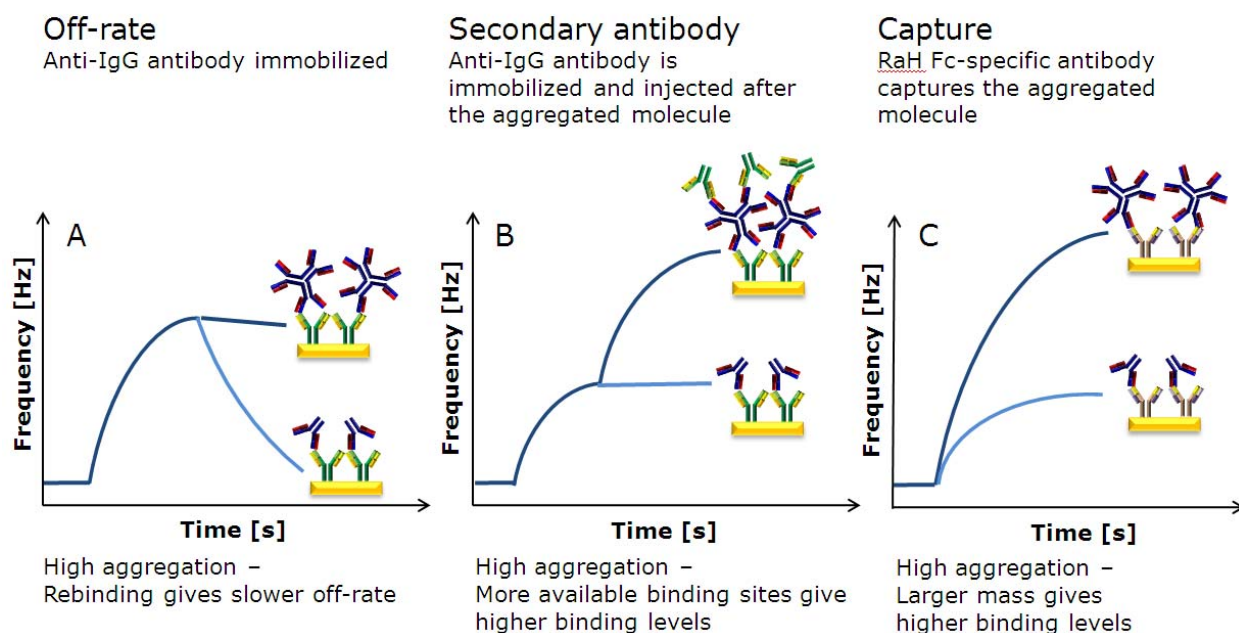 Off-rate
Anti-IgG antibody immobilized
Secondary antibody
Anti-IgG antibody is
immobilized and injected after
the aggregated molecule
Capture
RaH Fc-specific antibody
captures the aggregated
molecule
A
Frequency [Hz]
Time [s]
B
Frequency [Hz]
Time [s]
C
Frequency [Hz]
Time [s]
High aggregation –
Rebinding gives slower off-rate
High aggregation –
More available binding sites give
higher binding levels
High aggregation –
Larger mass gives
higher binding levels